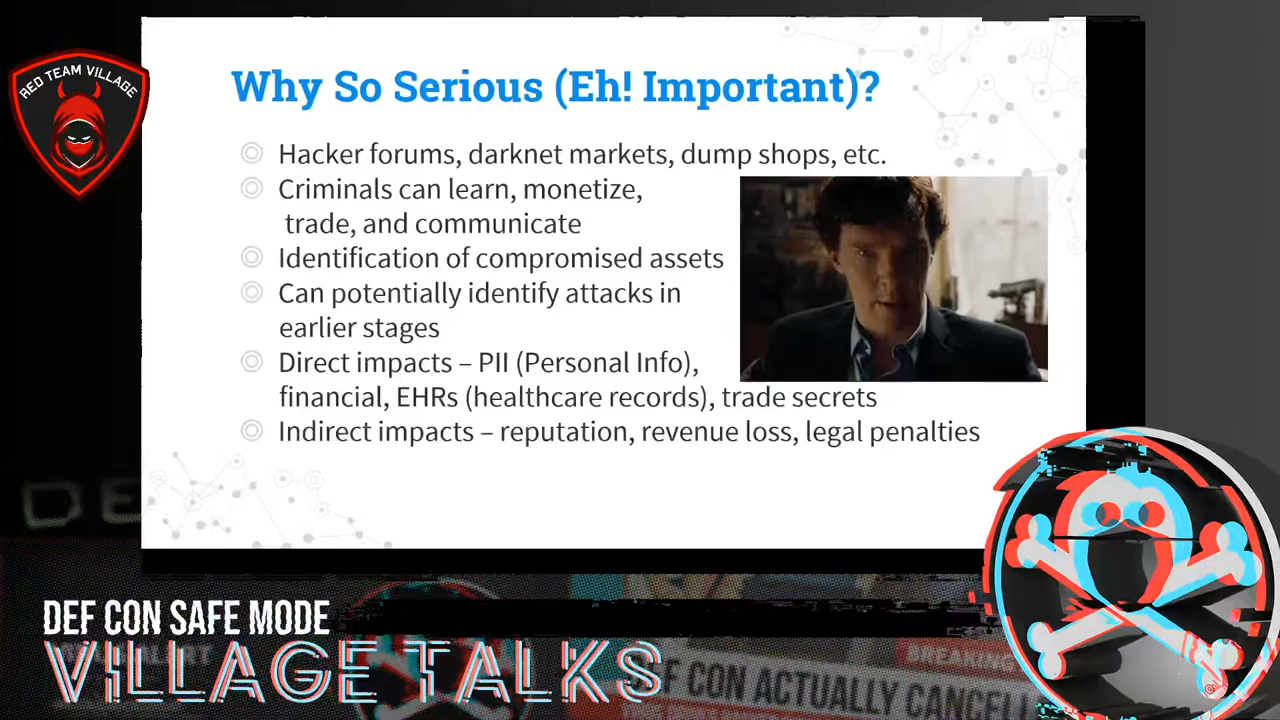 RED TEAM VILLAGE
Why So Serious (Eh! Important)?
Hacker forums, darknet markets, dump shops, etc.
Criminals can learn, monetize,
trade, and communicate
Identification of compromised assets
Can potentially identify attacks in
earlier stages
Direct impacts – PII (Personal Info),
financial, EHRs (healthcare records), trade secrets
Indirect impacts – reputation, revenue loss, legal penalties
DE
DEF CON SAFE MODE
VILLAGE TALKS
BREAKING
DEF CON ACTUALLY CANCELL